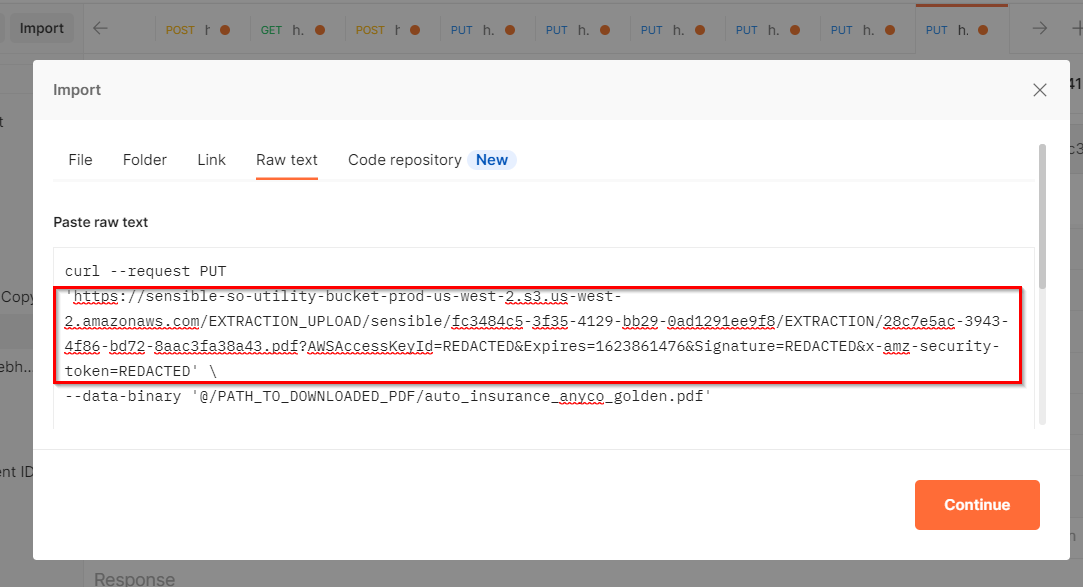 Import
POST h
GET h.
POST h
PUT h.
PUT h.
PUT h.
PUT h.
PUT h.
PUT h.
Import
File Folder Link Raw text Code repository New
Paste raw text
curl --request PUT
'https://sensible-so-utility-bucket-prod-us-west-2.s3.us-west-
2.amazonaws.com/EXTRACTION_UPLOAD/sensible/fc3484c5-3f35-4129-bb29-0ad1291ee9f8/EXTRACTION/28c7e5ac-3943-
4f86-bd72-8aac3fa38a43.pdf?AWSAccessKeyId=REDACTED&Expires=1623861476&Signature=REDACTED&x-amz-security-
token=REDACTED' \
--data-binary '@/PATH_TO_DOWNLOADED_PDF/auto_insurance_anyco_golden.pdf'
Copy
ebh...
ent ID
Continue
Response